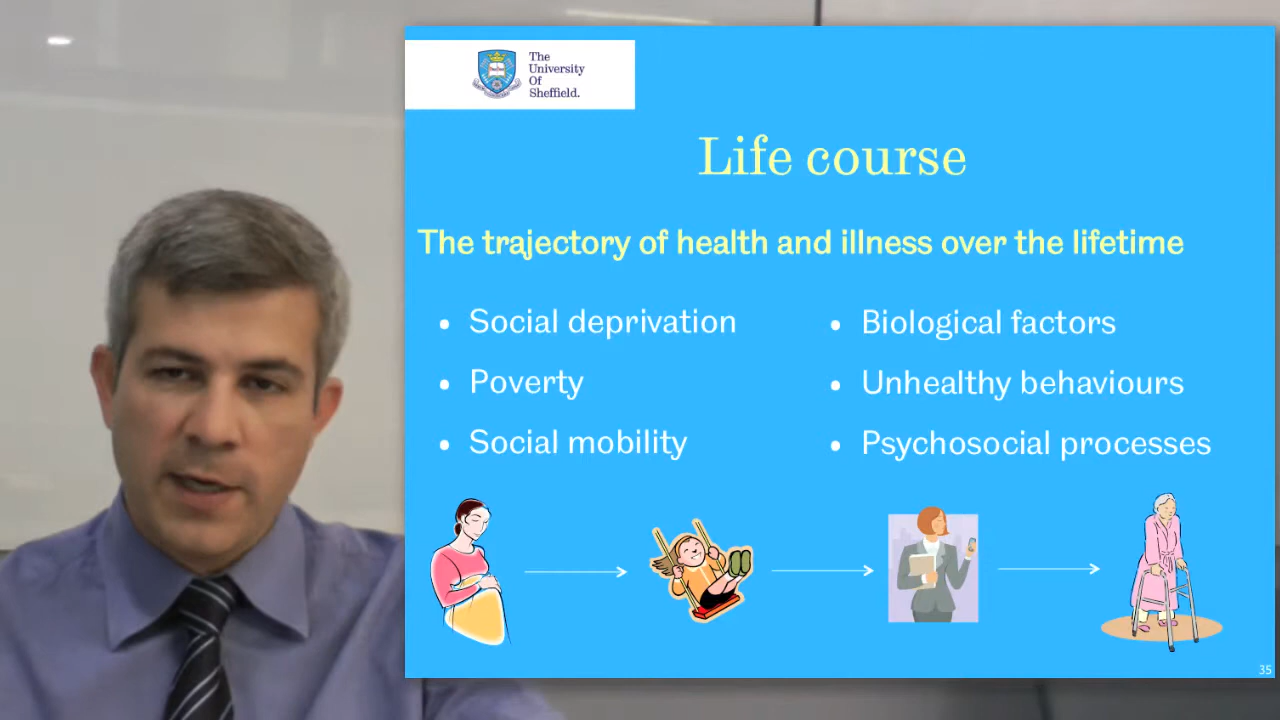 The
University
Of
Sheffield.
Life course
The trajectory of health and illness over the lifetime
• Social deprivation
• Poverty
• Social mobility
• Biological factors
• Unhealthy behaviours
• Psychosocial processes
35